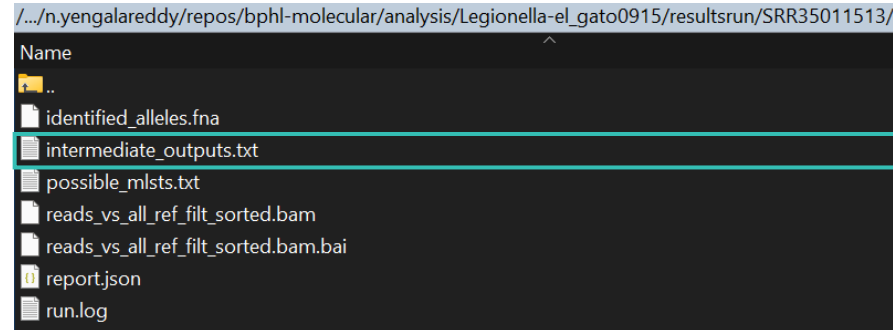 /.../n.yengalareddy/repos/bphl-molecular/analysis/Legionella-el_gato0915/resultsrun/SRR35011513/
Name
..
identified_alleles.fna
intermediate_outputs.txt
possible_mlsts.txt
reads_vs_all_ref_filt_sorted.bam
reads_vs_all_ref_filt_sorted.bam.bai
report.json
run.log